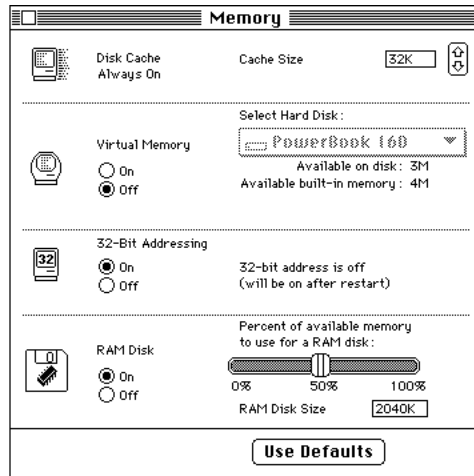 Memory
Disk Cache
Always On
Cache Size
32K
Select Hard Disk:
Virtual Memory
On
Off
PowerBook 160
Available on disk: 3M
Available built-in memory: 4M
32
32-Bit Addressing
On
Off
32-bit address is off
(will be on after restart)
RAM Disk
On
Off
Percent of available memory
to use for a RAM disk:
0% 50% 100%
RAM Disk Size
2040K
Use Defaults